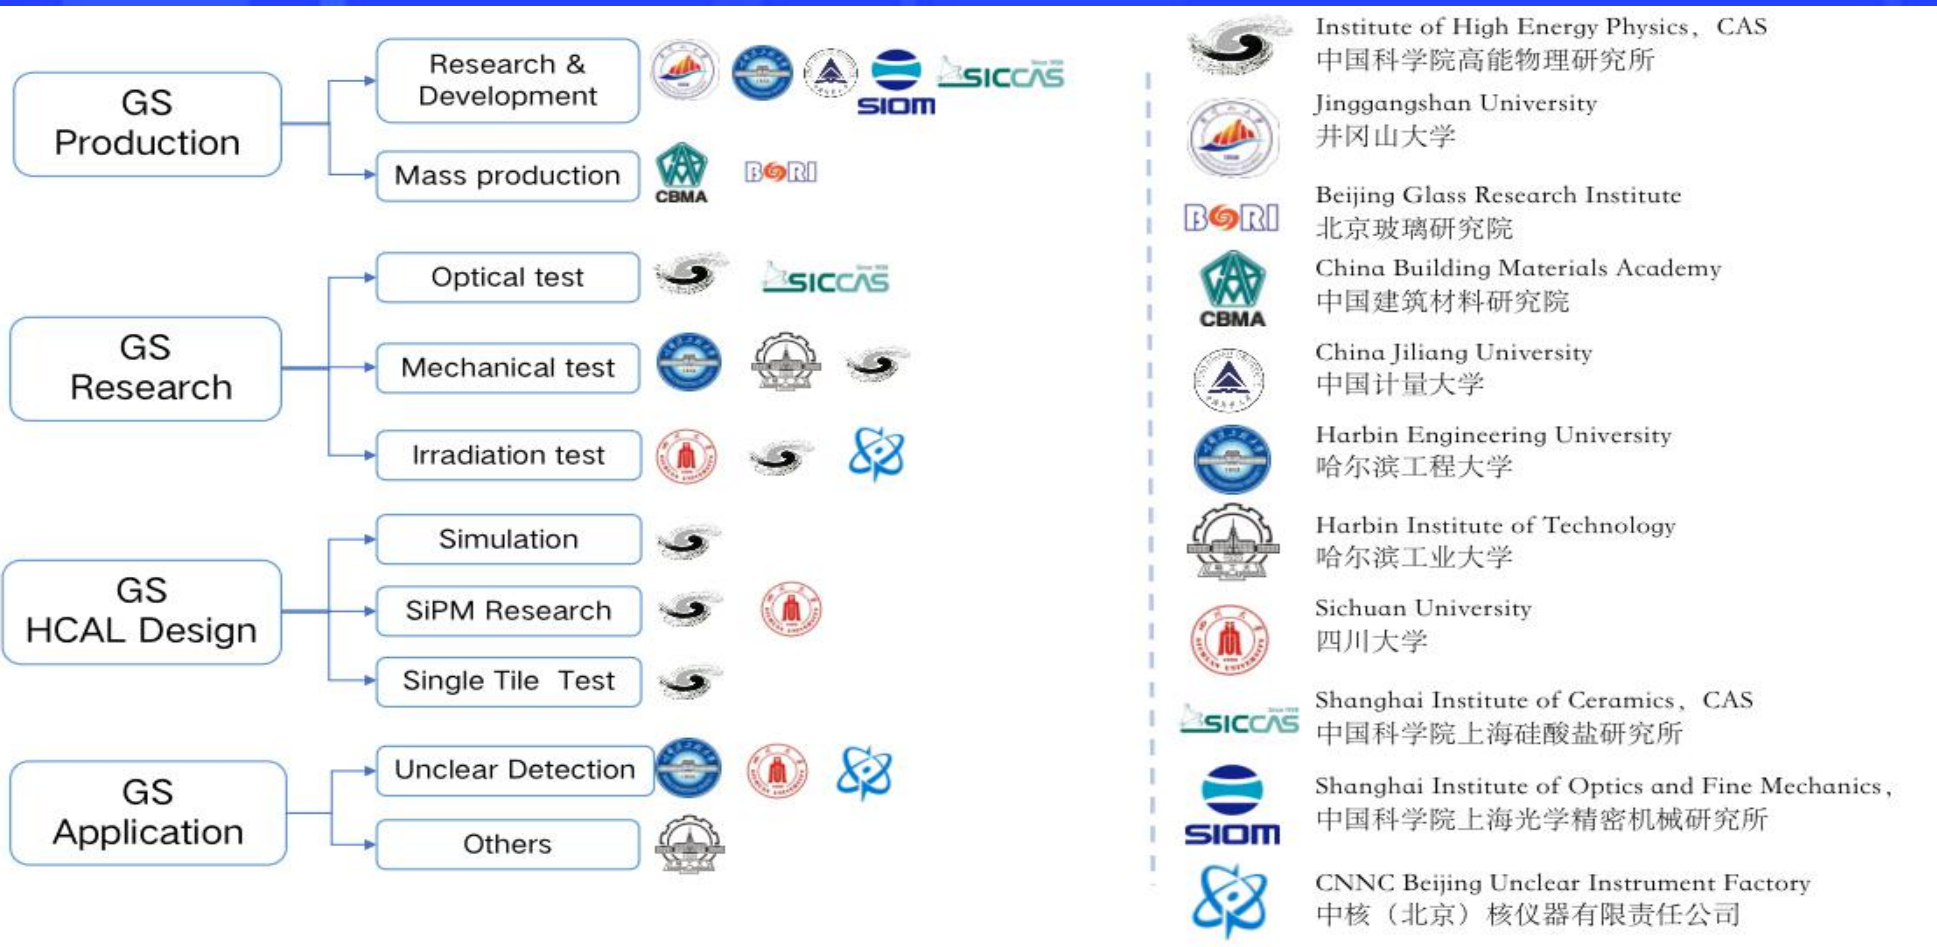 GS
Production
Research &
Development
SIOM
Since 1928
SICCAS
Mass production
CBMA
BGRI
GS
Research
Optical test
SICCAS
Mechanical test
Irradiation test
GS
HCAL Design
Simulation
SiPM Research
Single Tile Test
GS
Application
Unclear Detection
Others
Institute of High Energy Physics, CAS
中国科学院高能物理研究所
Jinggangshan University
井冈山大学
BGRI
Beijing Glass Research Institute
北京玻璃研究院
CBMA
China Building Materials Academy
中国建筑材料研究院
China Jiliang University
中国计量大学
Harbin Engineering University
哈尔滨工程大学
Harbin Institute of Technology
哈尔滨工业大学
Sichuan University
四川大学
SICCAS
Shanghai Institute of Ceramics, CAS
中国科学院上海硅酸盐研究所
SIOM
Shanghai Institute of Optics and Fine Mechanics,
中国科学院上海光学精密机械研究所
CNNC Beijing Unclear Instrument Factory
中核（北京）核仪器有限责任公司